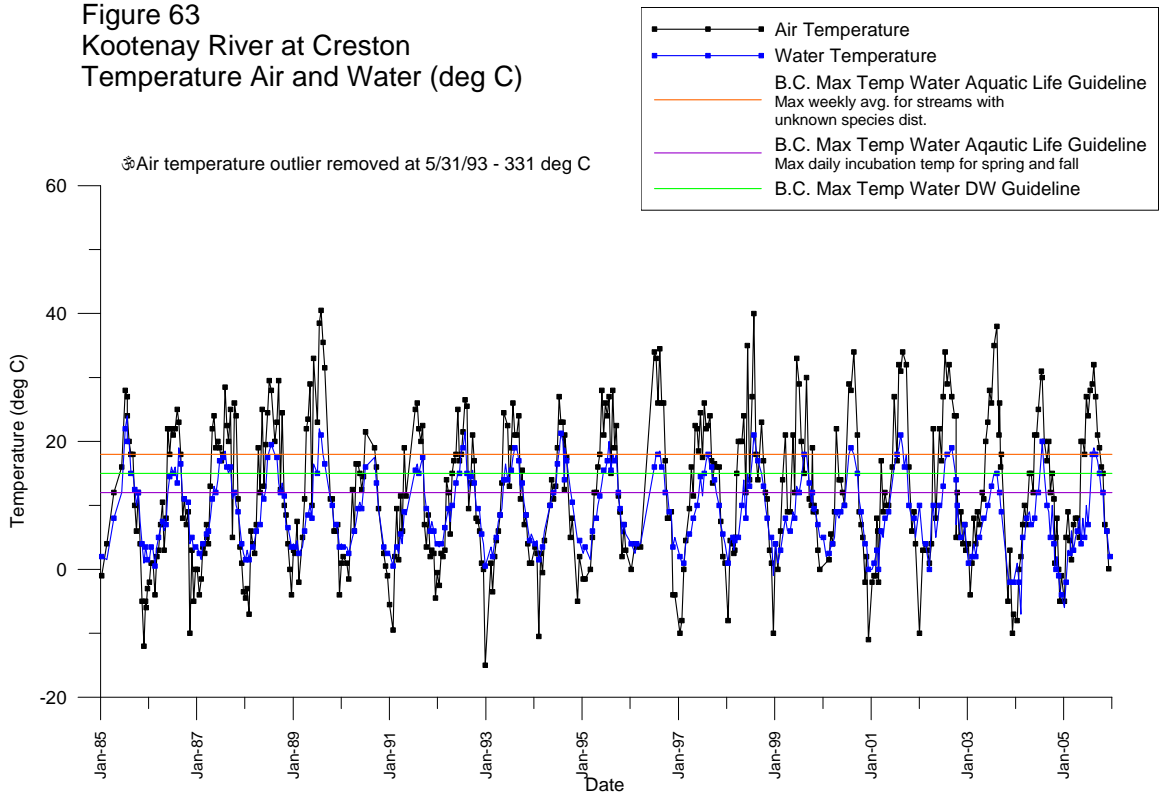 Figure 63
Kootenay River at Creston
Temperature Air and Water (deg C)
Air Temperature
Water Temperature
B.C. Max Temp Water Aquatic Life Guideline
Max weekly avg. for streams with
unknown species dist.
B.C. Max Temp Water Aqautic Life Guideline
Max daily incubation temp for spring and fall
B.C. Max Temp Water DW Guideline
ॐAir temperature outlier removed at 5/31/93 - 331 deg C
Temperature (deg C)
60
40
20
0
-20
Jan-85
Jan-87
Jan-89
Jan-91
Jan-93
Jan-95
Jan-97
Jan-99
Jan-01
Jan-03
Jan-05
Date